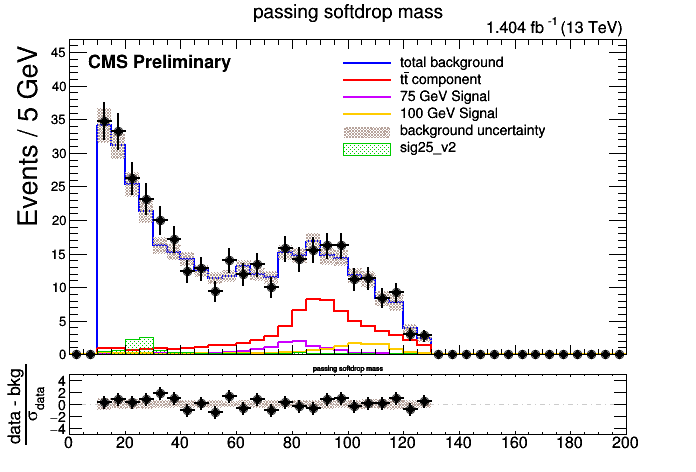 passing softdrop mass
1.404 fb⁻¹ (13 TeV)
CMS Preliminary
total background
tt̄ component
75 GeV Signal
100 GeV Signal
background uncertainty
sig25_v2
Events / 5 GeV
45
40
35
30
25
20
15
10
5
0
passing softdrop mass
data - bkg
σ_data
4
2
0
−2
−4
0 20 40 60 80 100 120 140 160 180 200